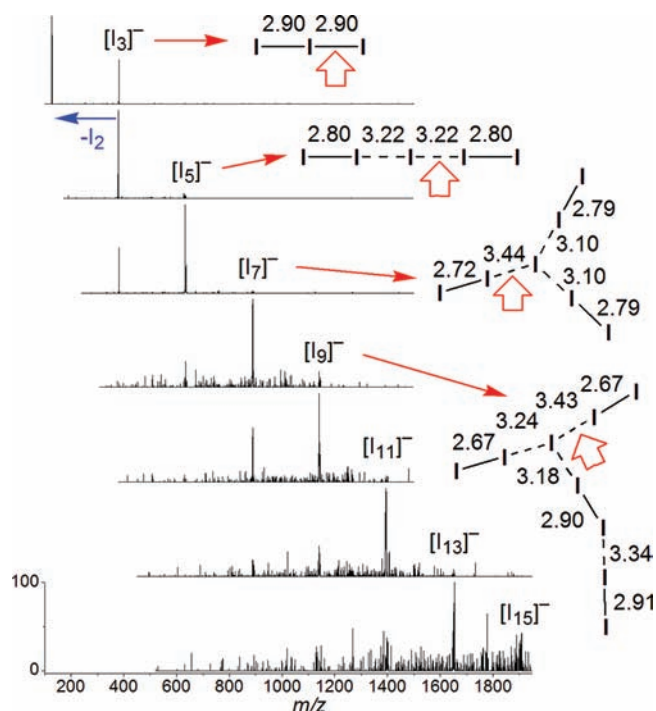 [I3]⁻
2.90 2.90
I I I
-I2
[I5]⁻
2.80 3.22 3.22 2.80
I I I I I
[I7]⁻
I
2.79
I
3.10
2.72 3.44 I
I I
3.10
I
2.79
I
[I9]⁻
2.67
I
3.43
I
3.24
2.67 I
I I
3.18
I
2.90
I
3.34
I
2.91
I
[I11]⁻
[I13]⁻
[I15]⁻
100
0
200 400 600 800 1000 1200 1400 1600 1800
m/z